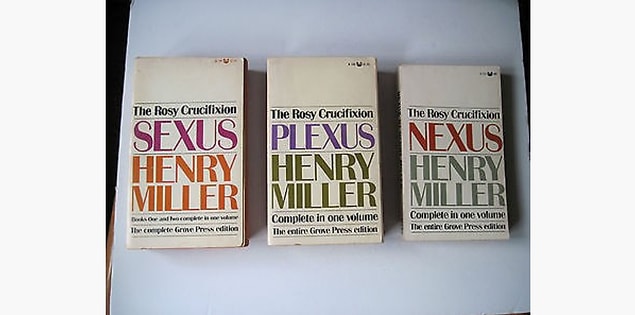 The Rosy Crucifixion
SEXUS
HENRY
MILLER
Books One and Two complete in one volume
The complete Grove Press edition
The Rosy Crucifixion
PLEXUS
HENRY
MILLER
Complete in one volume
The entire Grove Press edition
The Rosy Crucifixion
NEXUS
HENRY
MILLER
Complete in one volume
The entire Grove Press edition